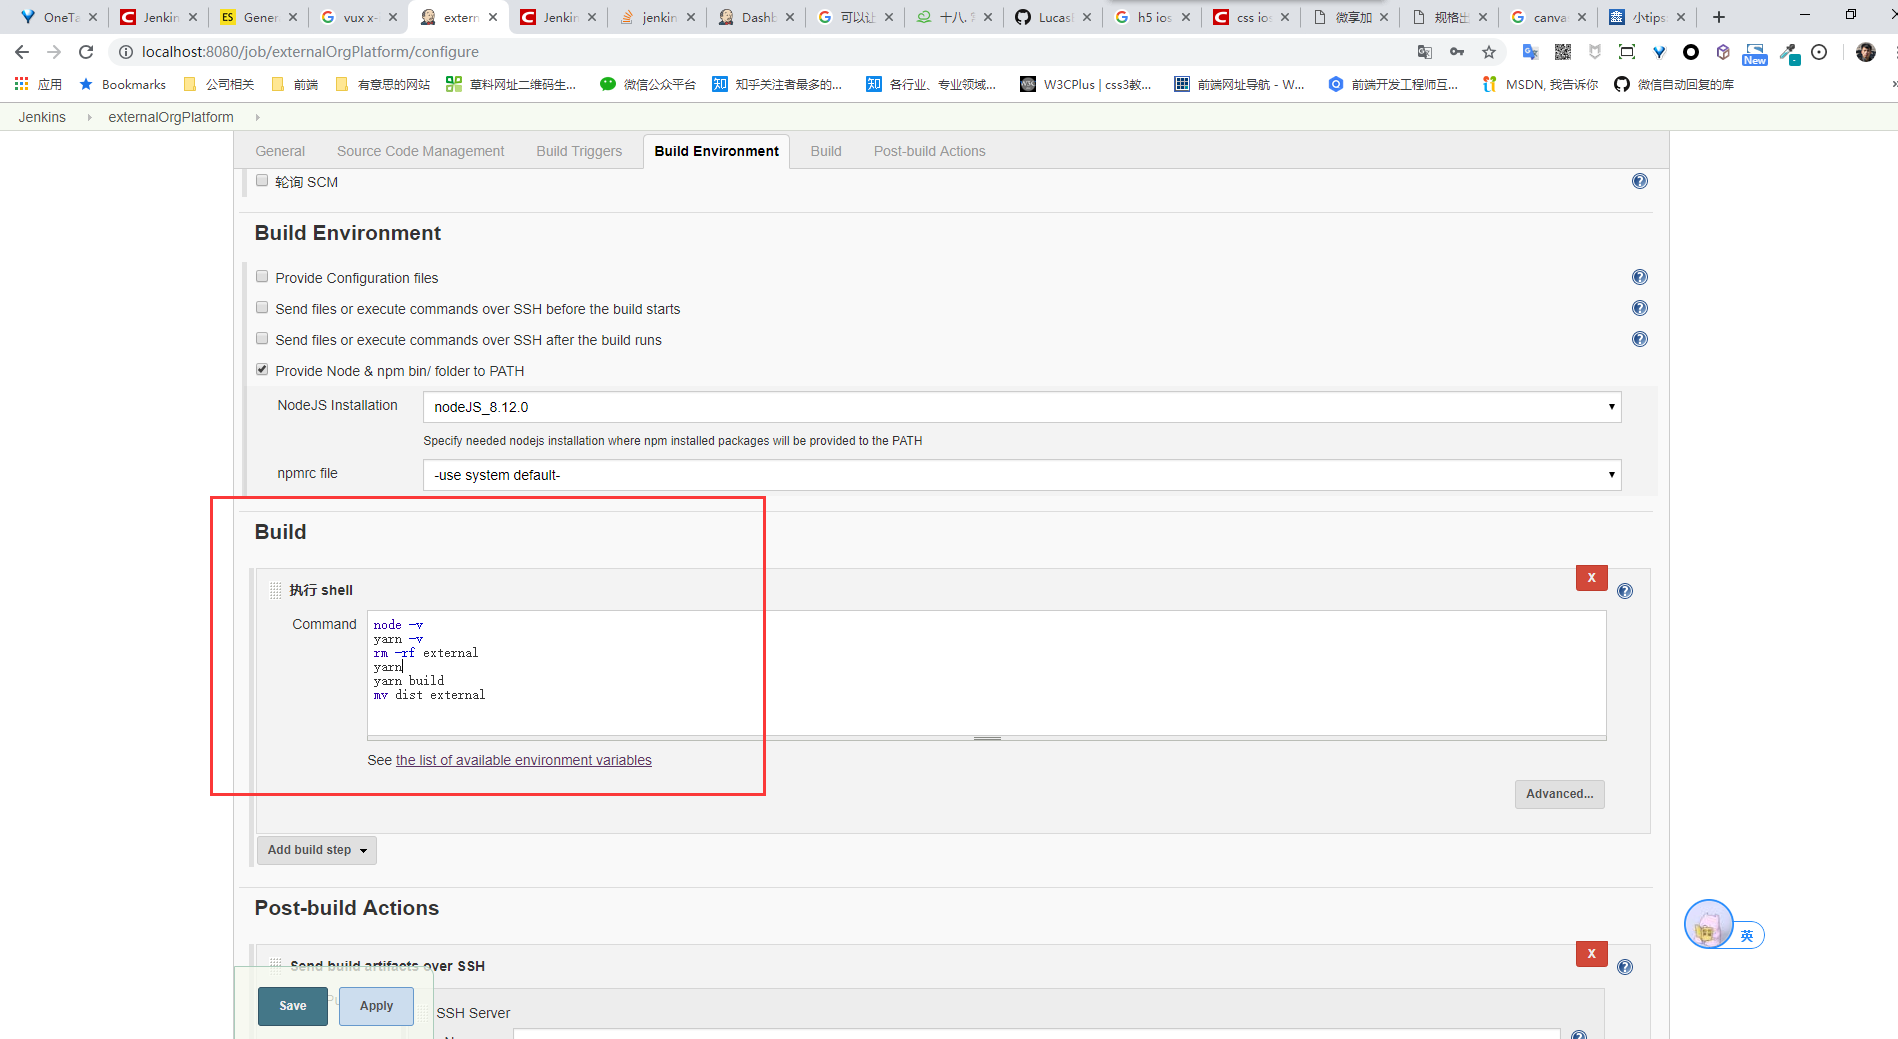 OneTa
Jenkin
Gener
vux x-
extern
Jenkin
jenkin
Dashb
可以让
十八.
Lucas
h5 ios
css ios
微享加
规格出
canva
小tips
localhost:8080/job/externalOrgPlatform/configure
New
应用
Bookmarks
公司相关
前端
有意思的网站
草料网址二维码生...
微信公众平台
知乎关注者最多的...
各行业、专业领域...
W3CPlus | css3教...
前端网址导航 - W...
前端开发工程师互...
MSDN, 我告诉你
微信自动回复的库
Jenkins
externalOrgPlatform
General
Source Code Management
Build Triggers
Build Environment
Build
Post-build Actions
轮询 SCM
Build Environment
Provide Configuration files
Send files or execute commands over SSH before the build starts
Send files or execute commands over SSH after the build runs
Provide Node & npm bin/ folder to PATH
NodeJS Installation
nodeJS_8.12.0
Specify needed nodejs installation where npm installed packages will be provided to the PATH
npmrc file
-use system default-
Build
执行 shell
X
Command
node -v
yarn -v
rm -rf external
yarn
yarn build
mv dist external
See the list of available environment variables
Advanced...
Add build step
Post-build Actions
英
Send build artifacts over SSH
X
Save
Apply
SSH Server